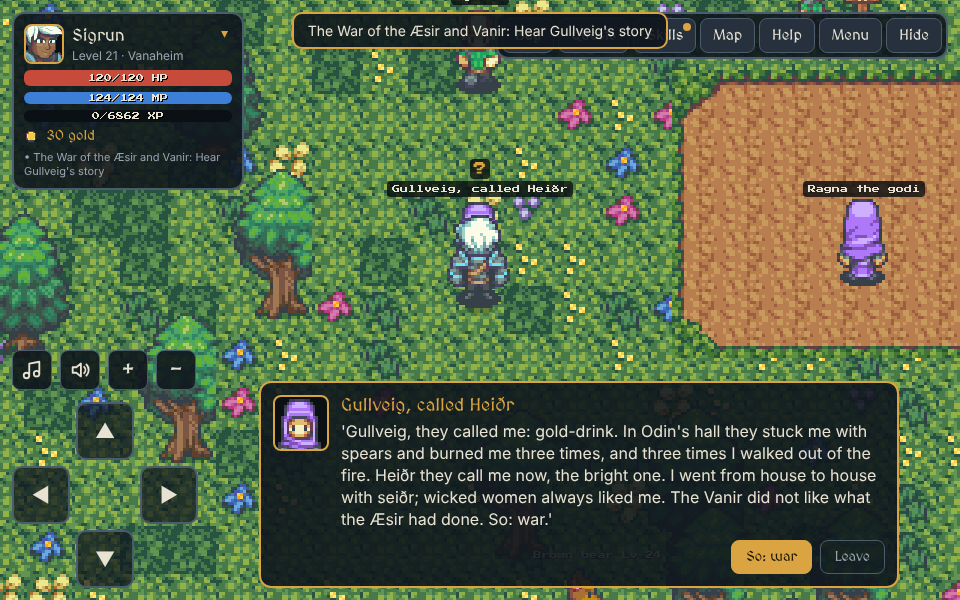 Sigrun
Level 21 · Vanaheim
120/120 HP
124/124 MP
0/6862 XP
30 gold
• The War of the Æsir and Vanir: Hear
Gullveig's story
The War of the Æsir and Vanir: Hear Gullveig's story
Map
Help
Menu
Hide
?
Gullveig, called Heiðr
Ragna the goði
Gullveig, called Heiðr
'Gullveig, they called me: gold-drink. In Odin's hall they stuck me with
spears and burned me three times, and three times I walked out of the
fire. Heiðr they call me now, the bright one. I went from house to house
with seiðr; wicked women always liked me. The Vanir did not like what
the Æsir had done. So: war.'
Brown bear Lv 24
So: war
Leave